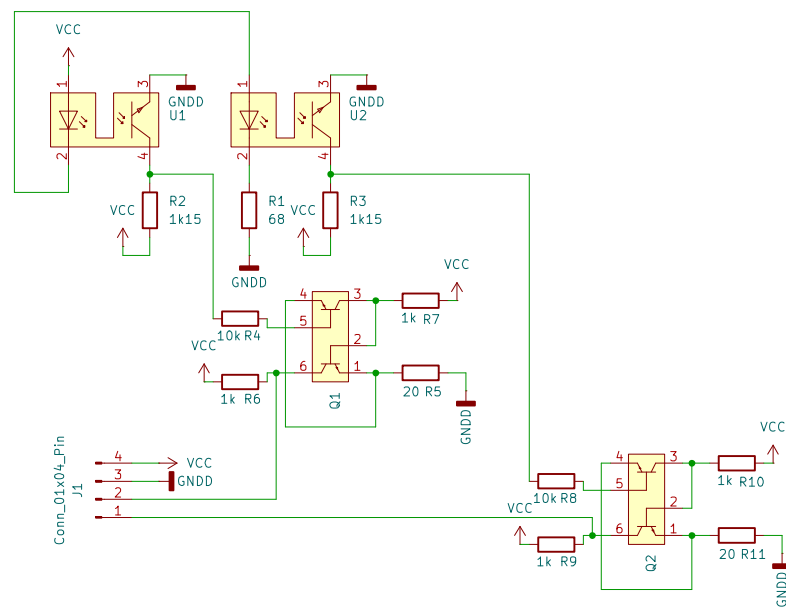 VCC
1
3
GNDD
U1
2
4
1
3
GNDD
U2
2
4
VCC
R2
1k15
R1
68
VCC
R3
1k15
GNDD
VCC
4
3
5
2
6
1
10k R4
1k R7
VCC
1k R6
20 R5
Q1
GNDD
Conn_01x04_Pin
J1
4
VCC
3
GNDD
2
1
VCC
4
3
5
2
6
1
10k R8
1k R10
VCC
1k R9
20 R11
Q2
GNDD